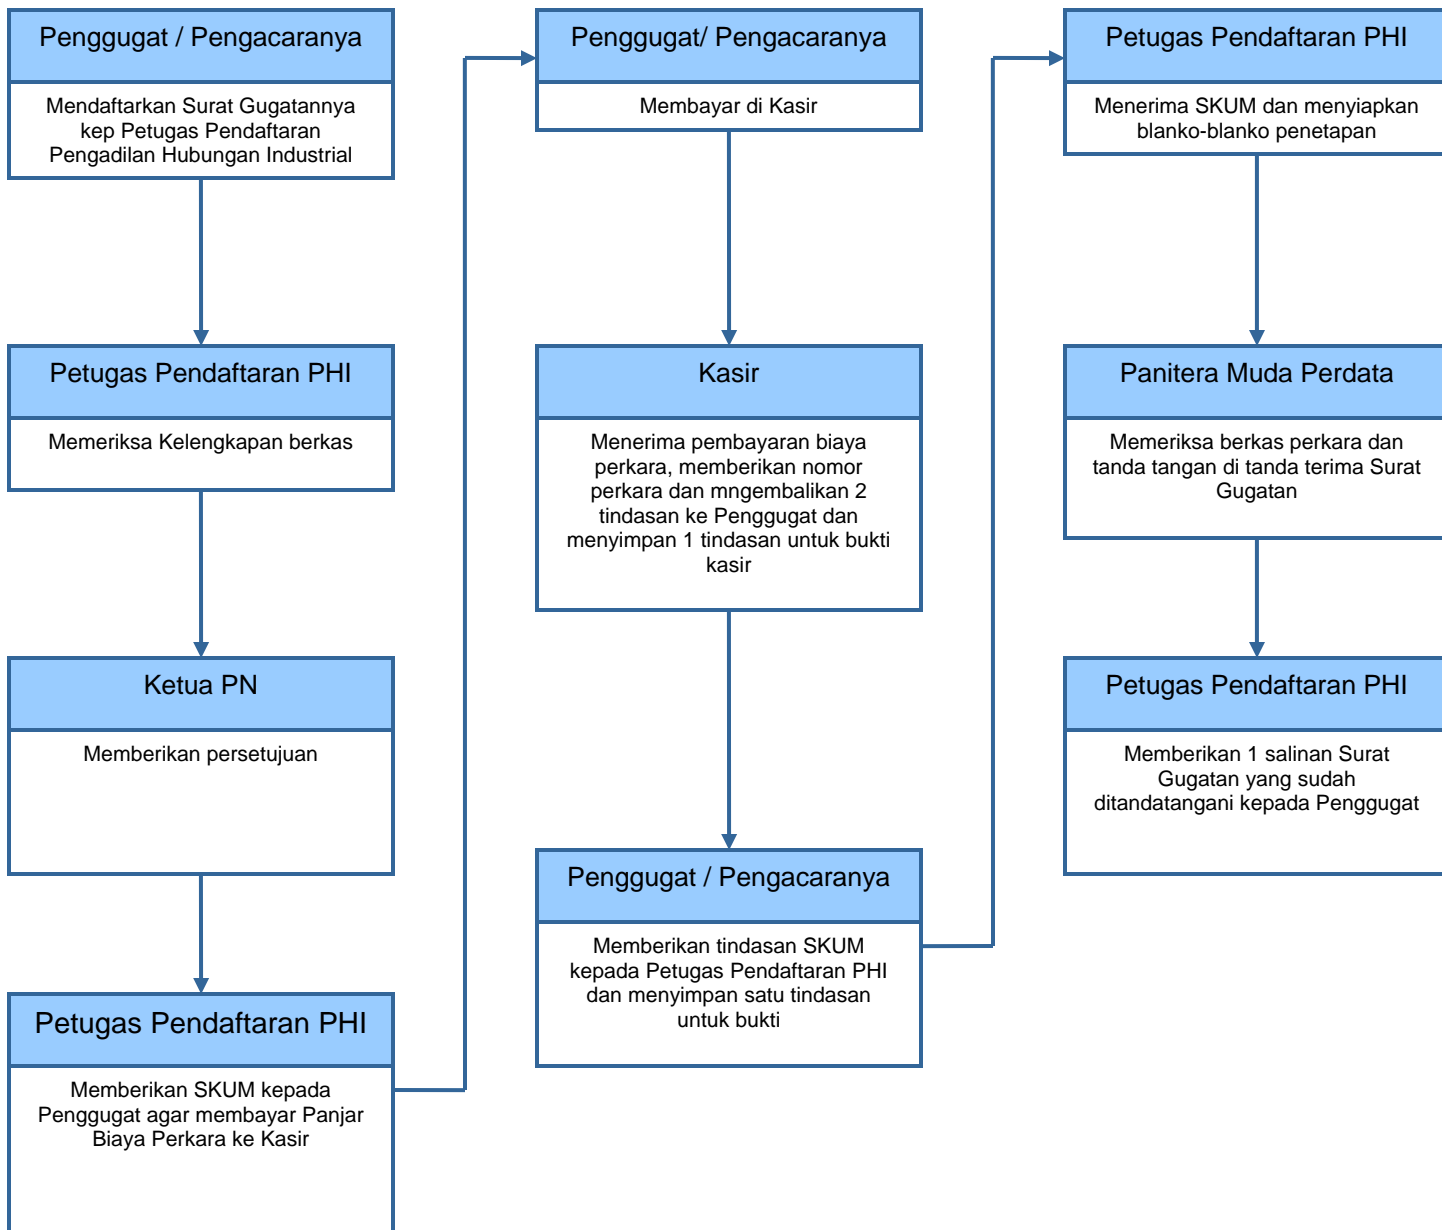 Penggugat / Pengacaranya
Mendaftarkan Surat Gugatannya
kep Petugas Pendaftaran
Pengadilan Hubungan Industrial
Petugas Pendaftaran PHI
Memeriksa Kelengkapan berkas
Ketua PN
Memberikan persetujuan
Petugas Pendaftaran PHI
Memberikan SKUM kepada
Penggugat agar membayar Panjar
Biaya Perkara ke Kasir
Penggugat/ Pengacaranya
Membayar di Kasir
Kasir
Menerima pembayaran biaya
perkara, memberikan nomor
perkara dan mngembalikan 2
tindasan ke Penggugat dan
menyimpan 1 tindasan untuk bukti
kasir
Penggugat / Pengacaranya
Memberikan tindasan SKUM
kepada Petugas Pendaftaran PHI
dan menyimpan satu tindasan
untuk bukti
Petugas Pendaftaran PHI
Menerima SKUM dan menyiapkan
blanko-blanko penetapan
Panitera Muda Perdata
Memeriksa berkas perkara dan
tanda tangan di tanda terima Surat
Gugatan
Petugas Pendaftaran PHI
Memberikan 1 salinan Surat
Gugatan yang sudah
ditandatangani kepada Penggugat